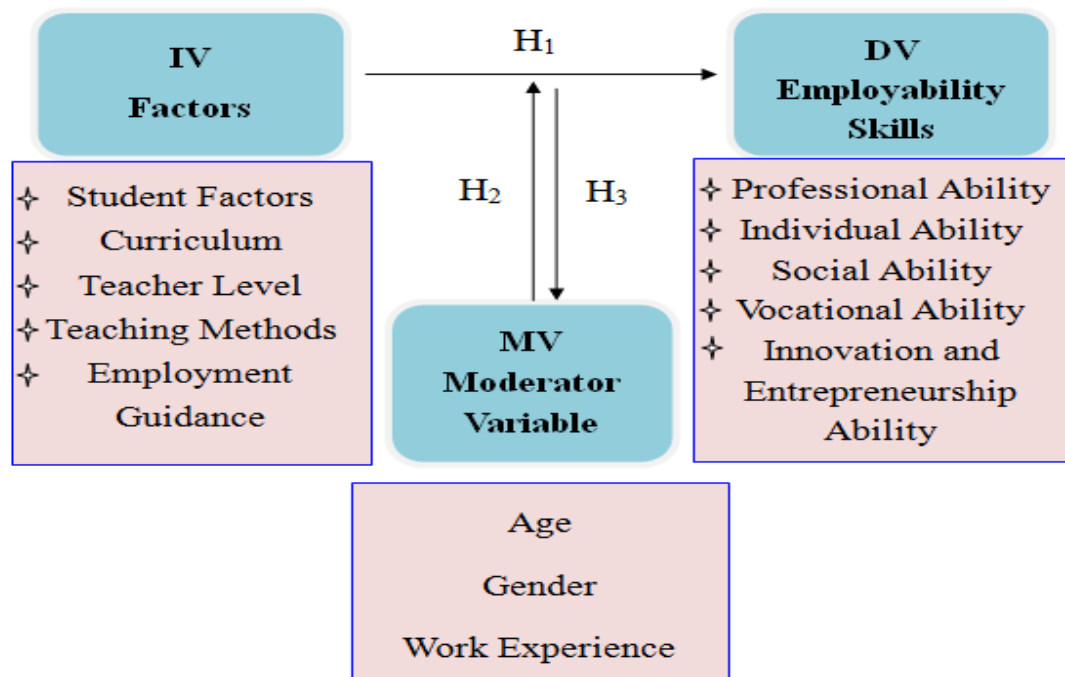 IV
Factors
H₁
DV
Employability
Skills
✧ Student Factors
✧ Curriculum
✧ Teacher Level
✧ Teaching Methods
✧ Employment
Guidance
H₂
H₃
MV
Moderator
Variable
✧ Professional Ability
✧ Individual Ability
✧ Social Ability
✧ Vocational Ability
✧ Innovation and
Entrepreneurship
Ability
Age
Gender
Work Experience